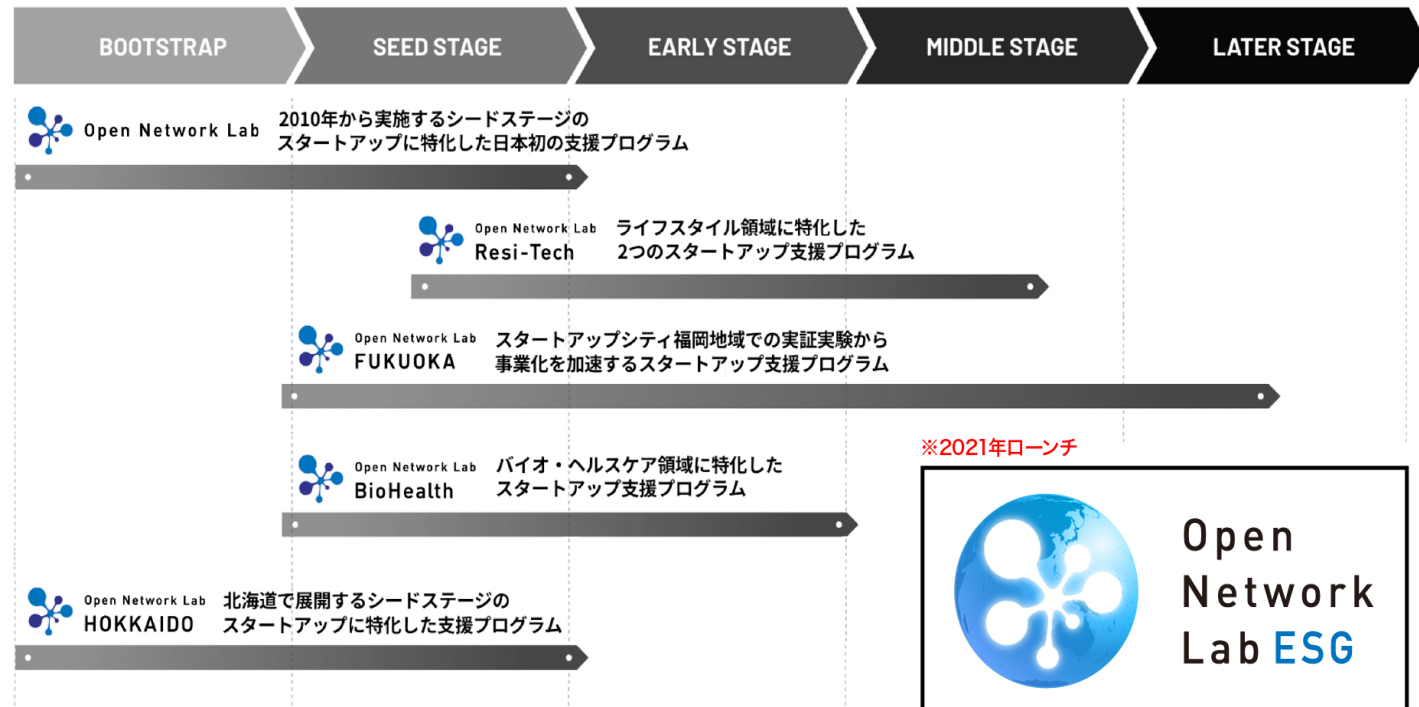 BOOTSTRAP
SEED STAGE
EARLY STAGE
MIDDLE STAGE
LATER STAGE
Open Network Lab
2010年から実施するシードステージの
スタートアップに特化した日本初の支援プログラム
Open Network Lab
Resi-Tech
ライフスタイル領域に特化した
2つのスタートアップ支援プログラム
Open Network Lab
FUKUOKA
スタートアップシティ福岡地域での実証実験から
事業化を加速するスタートアップ支援プログラム
Open Network Lab
BioHealth
バイオ・ヘルスケア領域に特化した
スタートアップ支援プログラム
※2021年ローンチ
Open
Network
Lab ESG
Open Network Lab
HOKKAIDO
北海道で展開するシードステージの
スタートアップに特化した支援プログラム